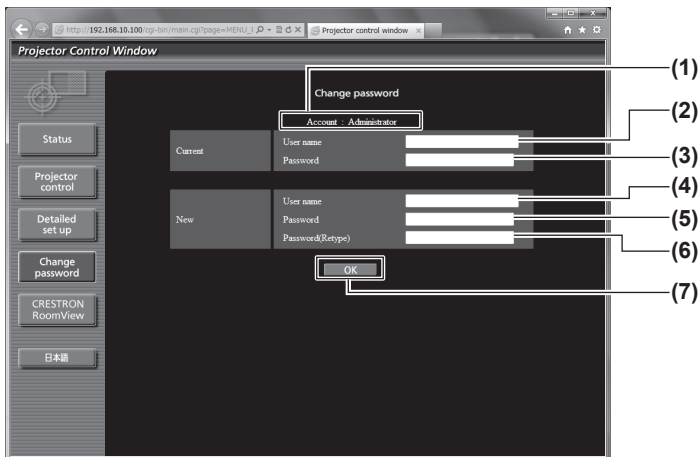 http://192.168.10.100/cgi-bin/main.cgi?page=MENU_
Projector control window
Projector Control Window
Change password
(1)
Account : Administrator
(2)
Current
User name
Password
(3)
(4)
New
User name
Password
(5)
Password(Retype)
(6)
OK
(7)
Status
Projector
control
Detailed
set up
Change
password
CRESTRON
RoomView
日本語